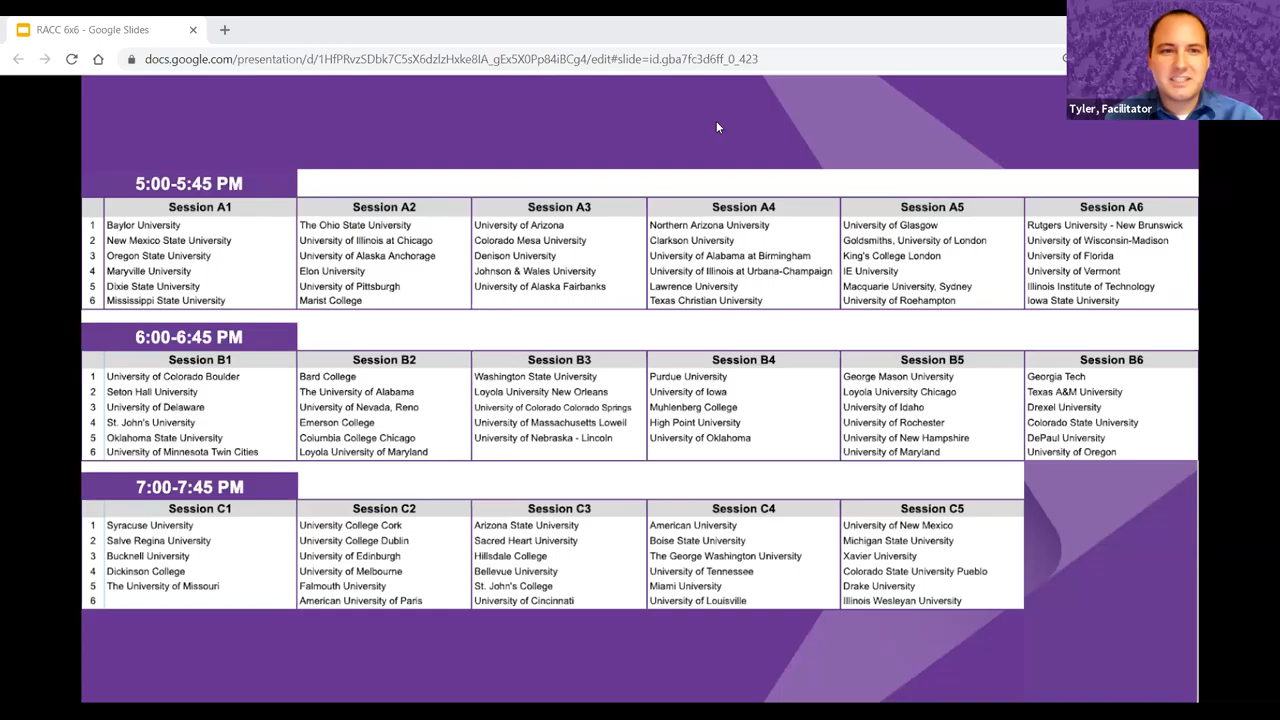 RACC 6x6 - Google Slides
docs.google.com/presentation/d/1HfPRvzSDbk7C5sX6dzlzHxke8IA_gEx5X0Pp84iBCg4/edit#slide=id.gba7fc3d6ff_0_423
Tyler, Facilitator
5:00-5:45 PM
Session A1 Session A2 Session A3 Session A4 Session A5 Session A6
1 Baylor University The Ohio State University University of Arizona Northern Arizona University University of Glasgow Rutgers University - New Brunswick
2 New Mexico State University University of Illinois at Chicago Colorado Mesa University Clarkson University Goldsmiths, University of London University of Wisconsin-Madison
3 Oregon State University University of Alaska Anchorage Denison University University of Alabama at Birmingham King's College London University of Florida
4 Maryville University Elon University Johnson & Wales University University of Illinois at Urbana-Champaign IE University University of Vermont
5 Dixie State University University of Pittsburgh University of Alaska Fairbanks Lawrence University Macquarie University, Sydney Illinois Institute of Technology
6 Mississippi State University Marist College Texas Christian University University of Roehampton Iowa State University
6:00-6:45 PM
Session B1 Session B2 Session B3 Session B4 Session B5 Session B6
1 University of Colorado Boulder Bard College Washington State University Purdue University George Mason University Georgia Tech
2 Seton Hall University The University of Alabama Loyola University New Orleans University of Iowa Loyola University Chicago Texas A&M University
3 University of Delaware University of Nevada, Reno University of Colorado Colorado Springs Muhlenberg College University of Idaho Drexel University
4 St. John's University Emerson College University of Massachusetts Lowell High Point University University of Rochester Colorado State University
5 Oklahoma State University Columbia College Chicago University of Nebraska - Lincoln University of Oklahoma University of New Hampshire DePaul University
6 University of Minnesota Twin Cities Loyola University of Maryland University of Maryland University of Oregon
7:00-7:45 PM
Session C1 Session C2 Session C3 Session C4 Session C5
1 Syracuse University University College Cork Arizona State University American University University of New Mexico
2 Salve Regina University University College Dublin Sacred Heart University Boise State University Michigan State University
3 Bucknell University University of Edinburgh Hillsdale College The George Washington University Xavier University
4 Dickinson College University of Melbourne Bellevue University University of Tennessee Colorado State University Pueblo
5 The University of Missouri Falmouth University St. John's College Miami University Drake University
6 American University of Paris University of Cincinnati University of Louisville Illinois Wesleyan University